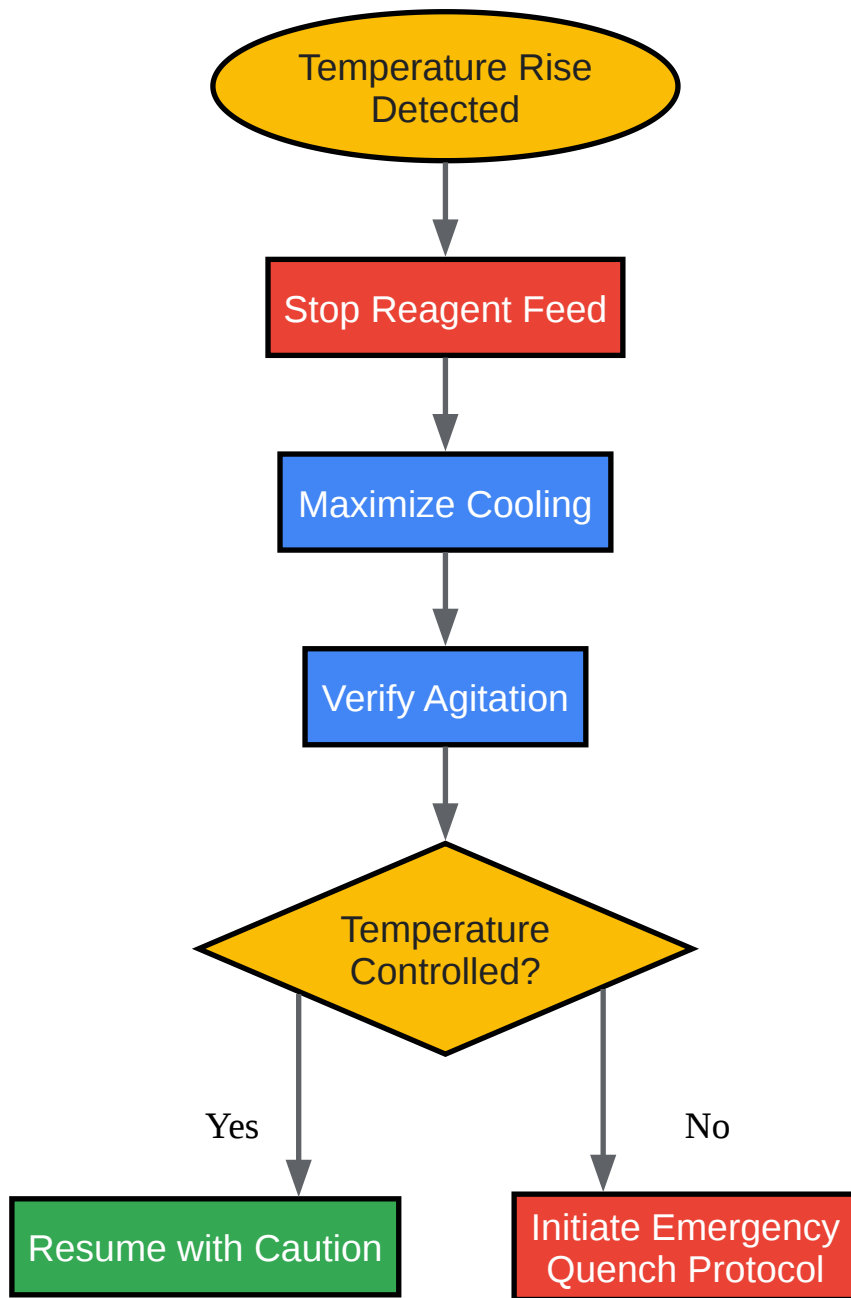 Temperature Rise
Detected
Stop Reagent Feed
Maximize Cooling
Verify Agitation
Temperature
Controlled?
Yes
No
Resume with Caution
Initiate Emergency
Quench Protocol